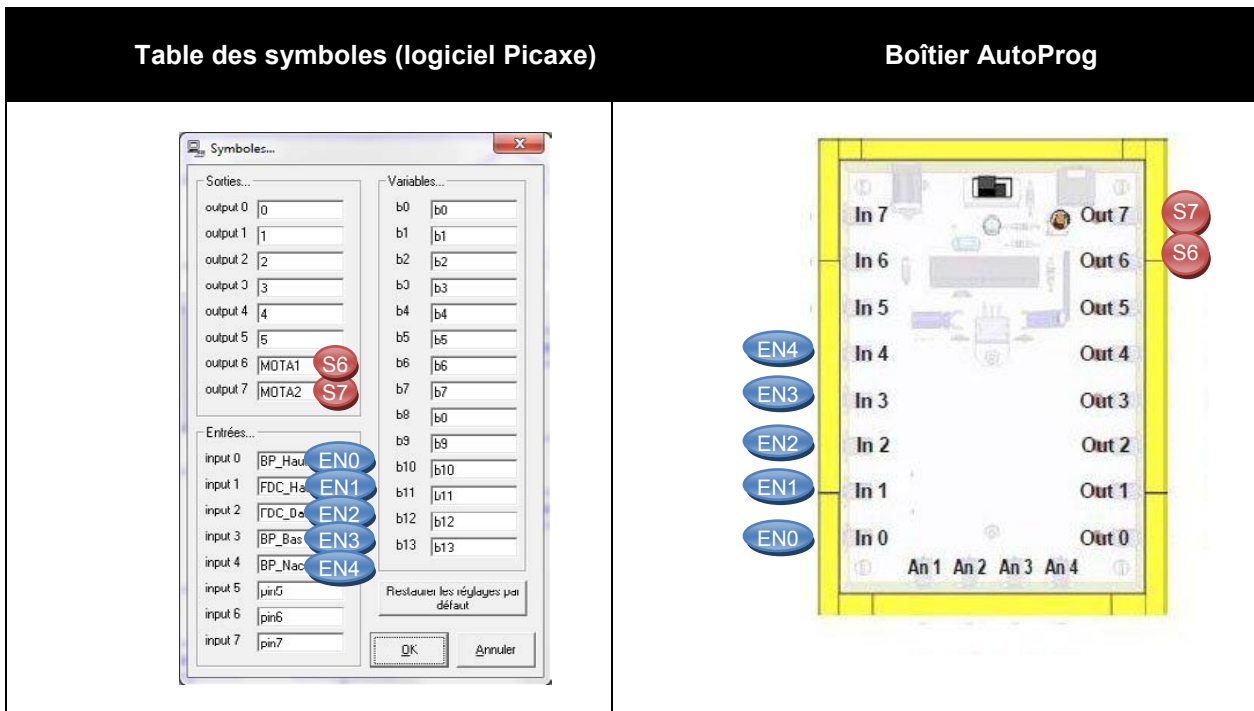 Table des symboles (logiciel Picaxe)
Boîtier AutoProg
Symboles...
Sorties...
output 0 0
output 1 1
output 2 2
output 3 3
output 4 4
output 5 5
output 6 MOTA1 S6
output 7 MOTA2 S7
Entrées...
input 0 BP_Hau EN0
input 1 FDC_Ha EN1
input 2 FDC_Ba EN2
input 3 BP_Bas EN3
input 4 BP_Nac EN4
input 5 pin5
input 6 pin6
input 7 pin7
Variables...
b0 b0
b1 b1
b2 b2
b3 b3
b4 b4
b5 b5
b6 b6
b7 b7
b8 b8
b9 b9
b10 b10
b11 b11
b12 b12
b13 b13
Restaurer les réglages par
défaut
OK
Annuler
In 7 Out 7 S7
In 6 Out 6 S6
In 5 Out 5
EN4 In 4 Out 4
EN3 In 3 Out 3
EN2 In 2 Out 2
EN1 In 1 Out 1
EN0 In 0 Out 0
An 1 An 2 An 3 An 4